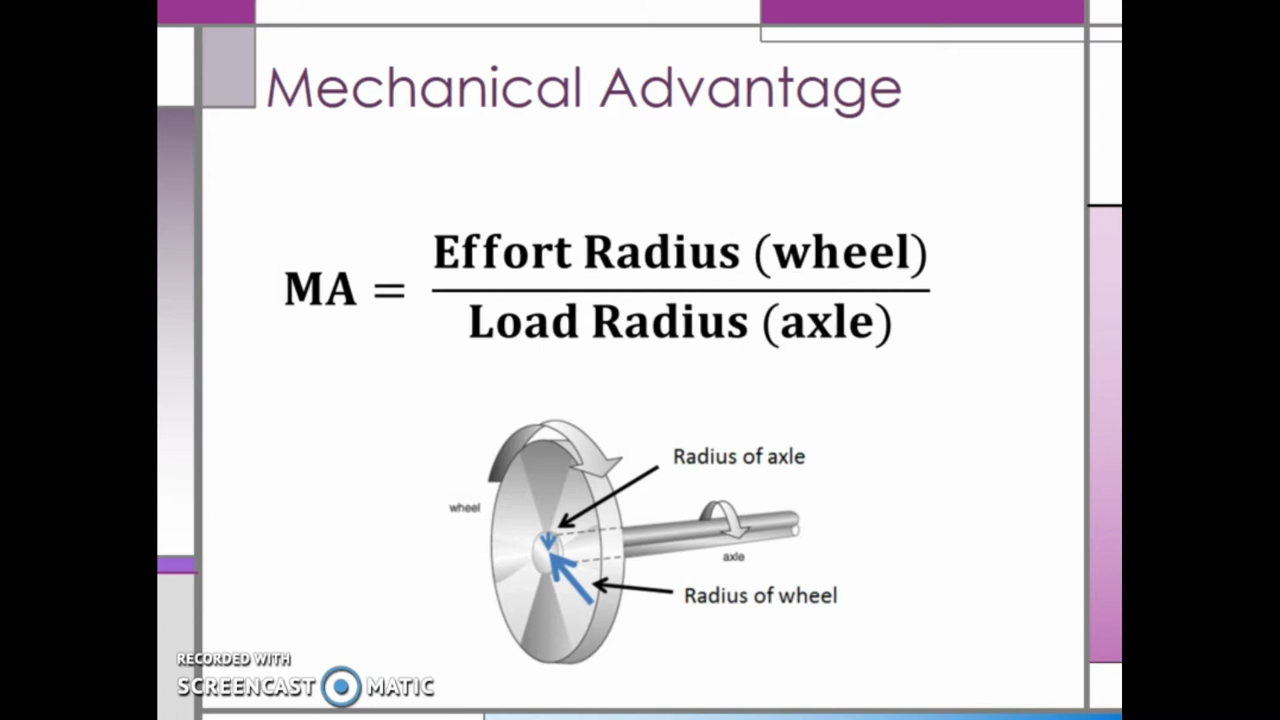 Mechanical Advantage
Effort Radius (wheel)
MA =
Load Radius (axle)
Radius of axle
wheel
axle
Radius of wheel
RECORDED WITH
SCREENCAST MATIC